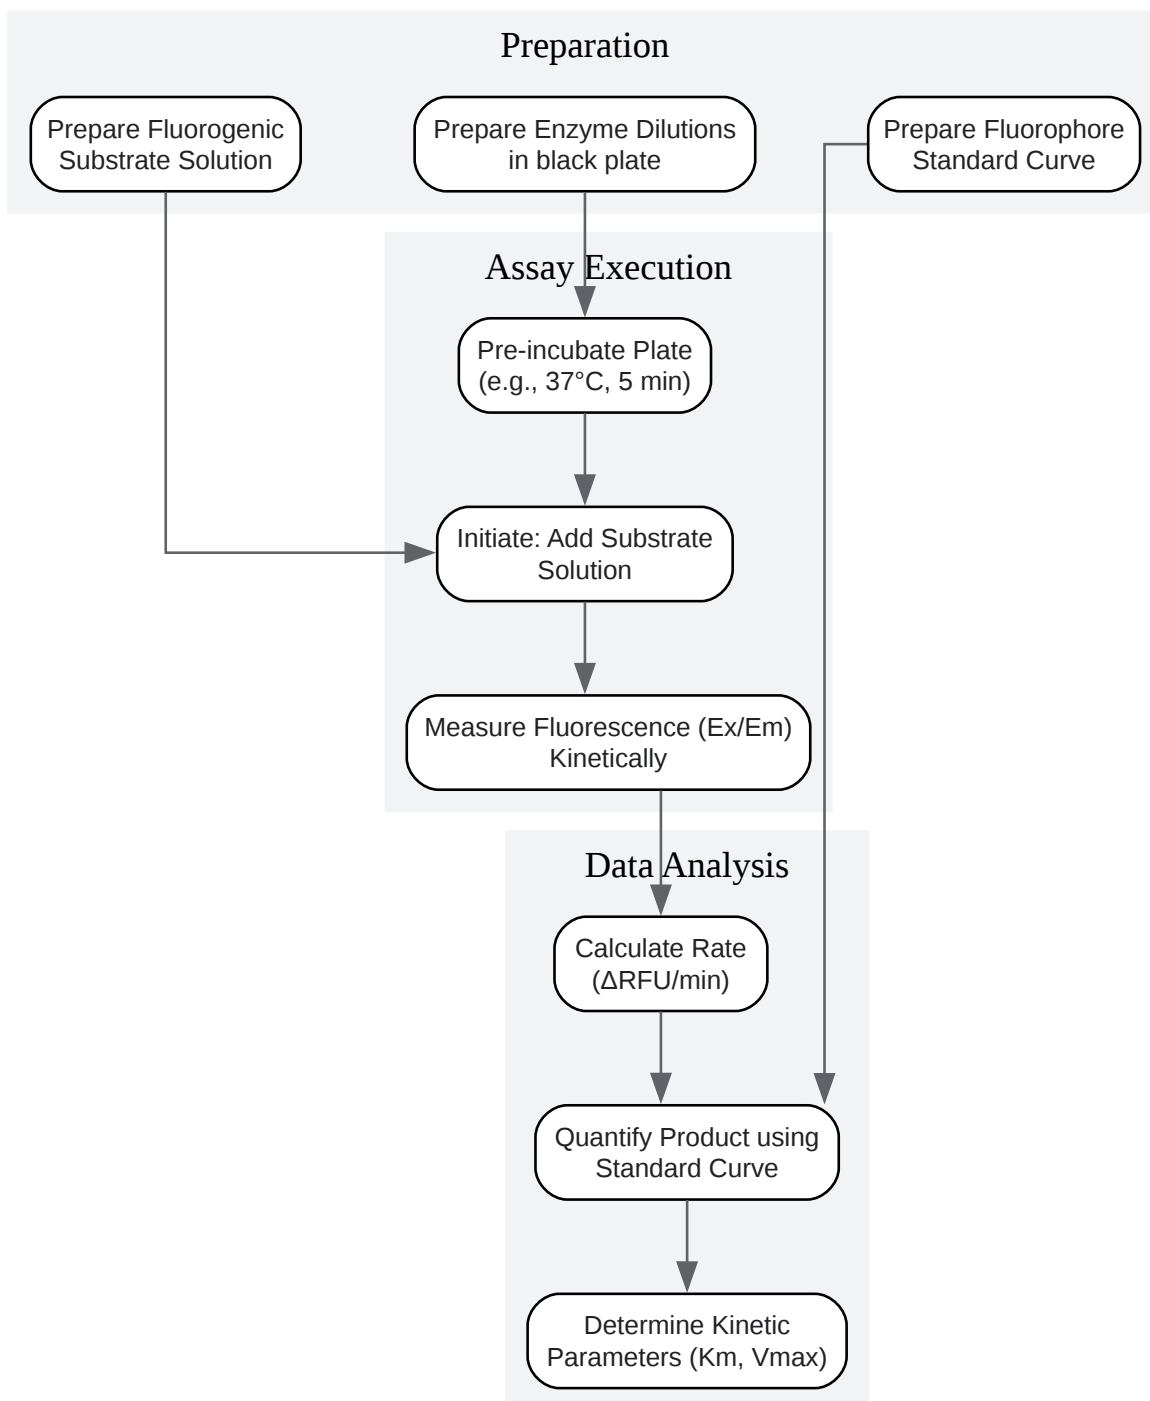 Preparation
Prepare Fluorogenic
Substrate Solution
Prepare Enzyme Dilutions
in black plate
Prepare Fluorophore
Standard Curve
Assay Execution
Pre-incubate Plate
(e.g., 37°C, 5 min)
Initiate: Add Substrate
Solution
Measure Fluorescence (Ex/Em)
Kinetically
Data Analysis
Calculate Rate
(ΔRFU/min)
Quantify Product using
Standard Curve
Determine Kinetic
Parameters (Km, Vmax)